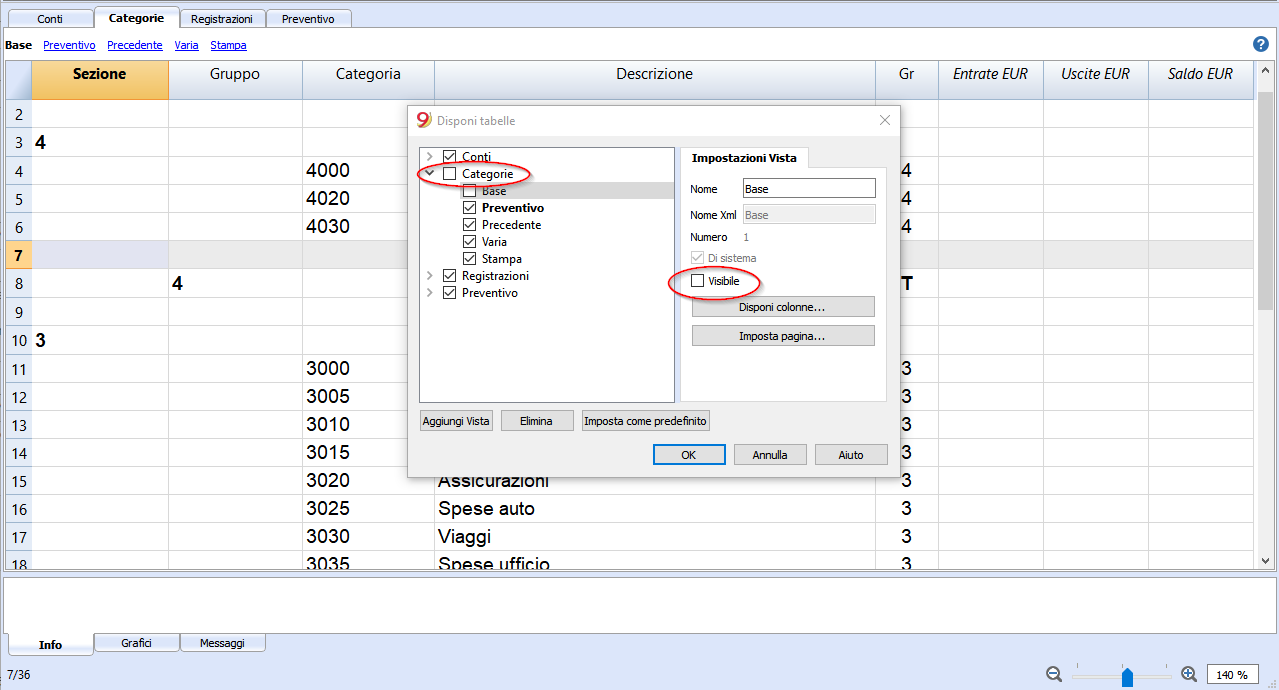 Conti Categorie Registrazioni Preventivo
Base Preventivo Precedente Varia Stampa ?
Sezione Gruppo Categoria Descrizione Gr Entrate EUR Uscite EUR Saldo EUR
2
3 4
4 4000 4
5 4020 4
6 4030 4
7
8 4 T
9
10 3
11 3000 3
12 3005 3
13 3010 3
14 3015 3
15 3020 Assicurazioni 3
16 3025 Spese auto 3
17 3030 Viaggi 3
18 3035 Spese ufficio 3
9 Disponi tabelle
Conti
Categorie
Base
Preventivo
Precedente
Varia
Stampa
Registrazioni
Preventivo
Impostazioni Vista
Nome Base
Nome Xml Base
Numero 1
Di sistema
Visibile
Disponi colonne...
Imposta pagina...
Aggiungi Vista Elimina Imposta come predefinito
OK Annulla Aiuto
Info Grafici Messaggi
7/36 140 %